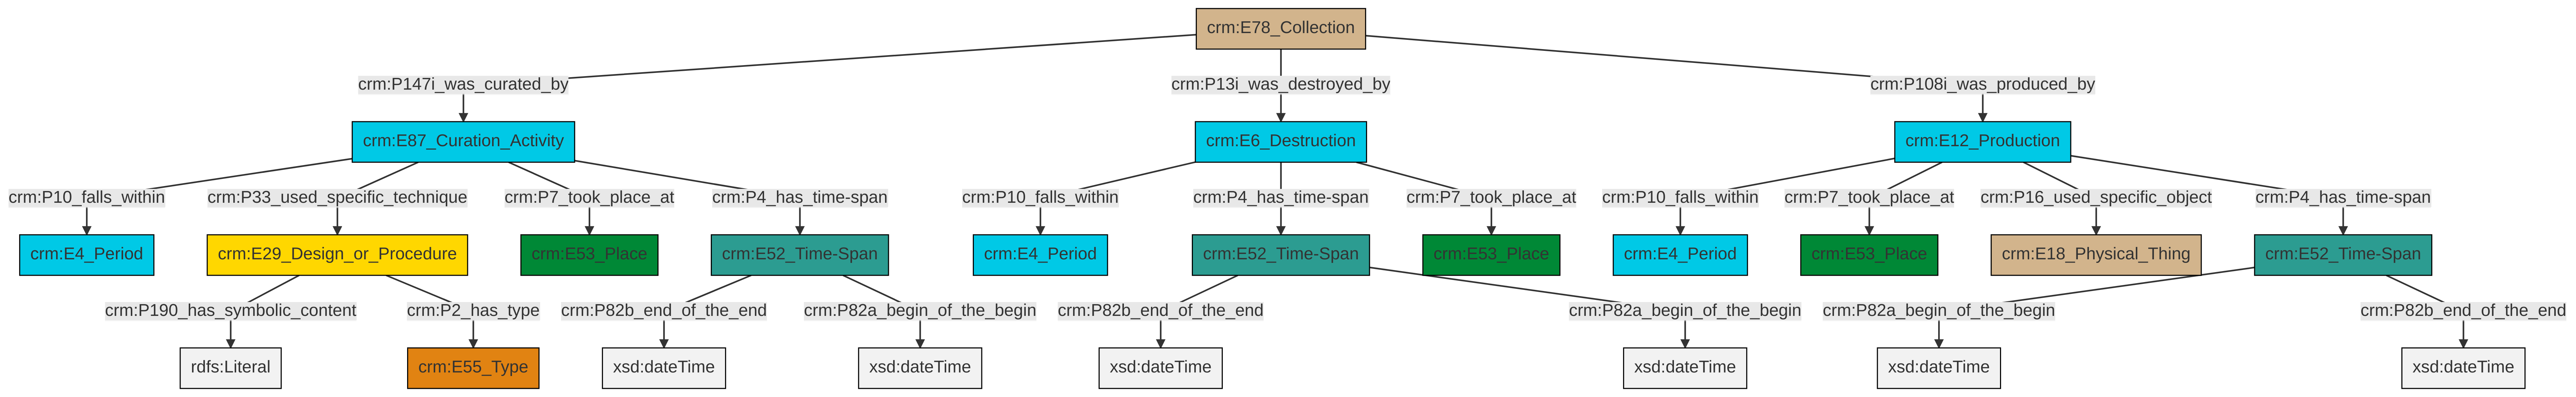 crm:E78_Collection
crm:P147i_was_curated_by
crm:P13i_was_destroyed_by
crm:P108i_was_produced_by
crm:E87_Curation_Activity
crm:E6_Destruction
crm:E12_Production
crm:P10_falls_within
crm:P33_used_specific_technique
crm:P7_took_place_at
crm:P4_has_time-span
crm:P10_falls_within
crm:P4_has_time-span
crm:P7_took_place_at
crm:P10_falls_within
crm:P7_took_place_at
crm:P16_used_specific_object
crm:P4_has_time-span
crm:E4_Period
crm:E29_Design_or_Procedure
crm:E53_Place
crm:E52_Time-Span
crm:E4_Period
crm:E52_Time-Span
crm:E53_Place
crm:E4_Period
crm:E53_Place
crm:E18_Physical_Thing
crm:E52_Time-Span
crm:P190_has_symbolic_content
crm:P2_has_type
crm:P82b_end_of_the_end
crm:P82a_begin_of_the_begin
crm:P82b_end_of_the_end
crm:P82a_begin_of_the_begin
crm:P82a_begin_of_the_begin
crm:P82b_end_of_the_end
rdfs:Literal
crm:E55_Type
xsd:dateTime
xsd:dateTime
xsd:dateTime
xsd:dateTime
xsd:dateTime
xsd:dateTime